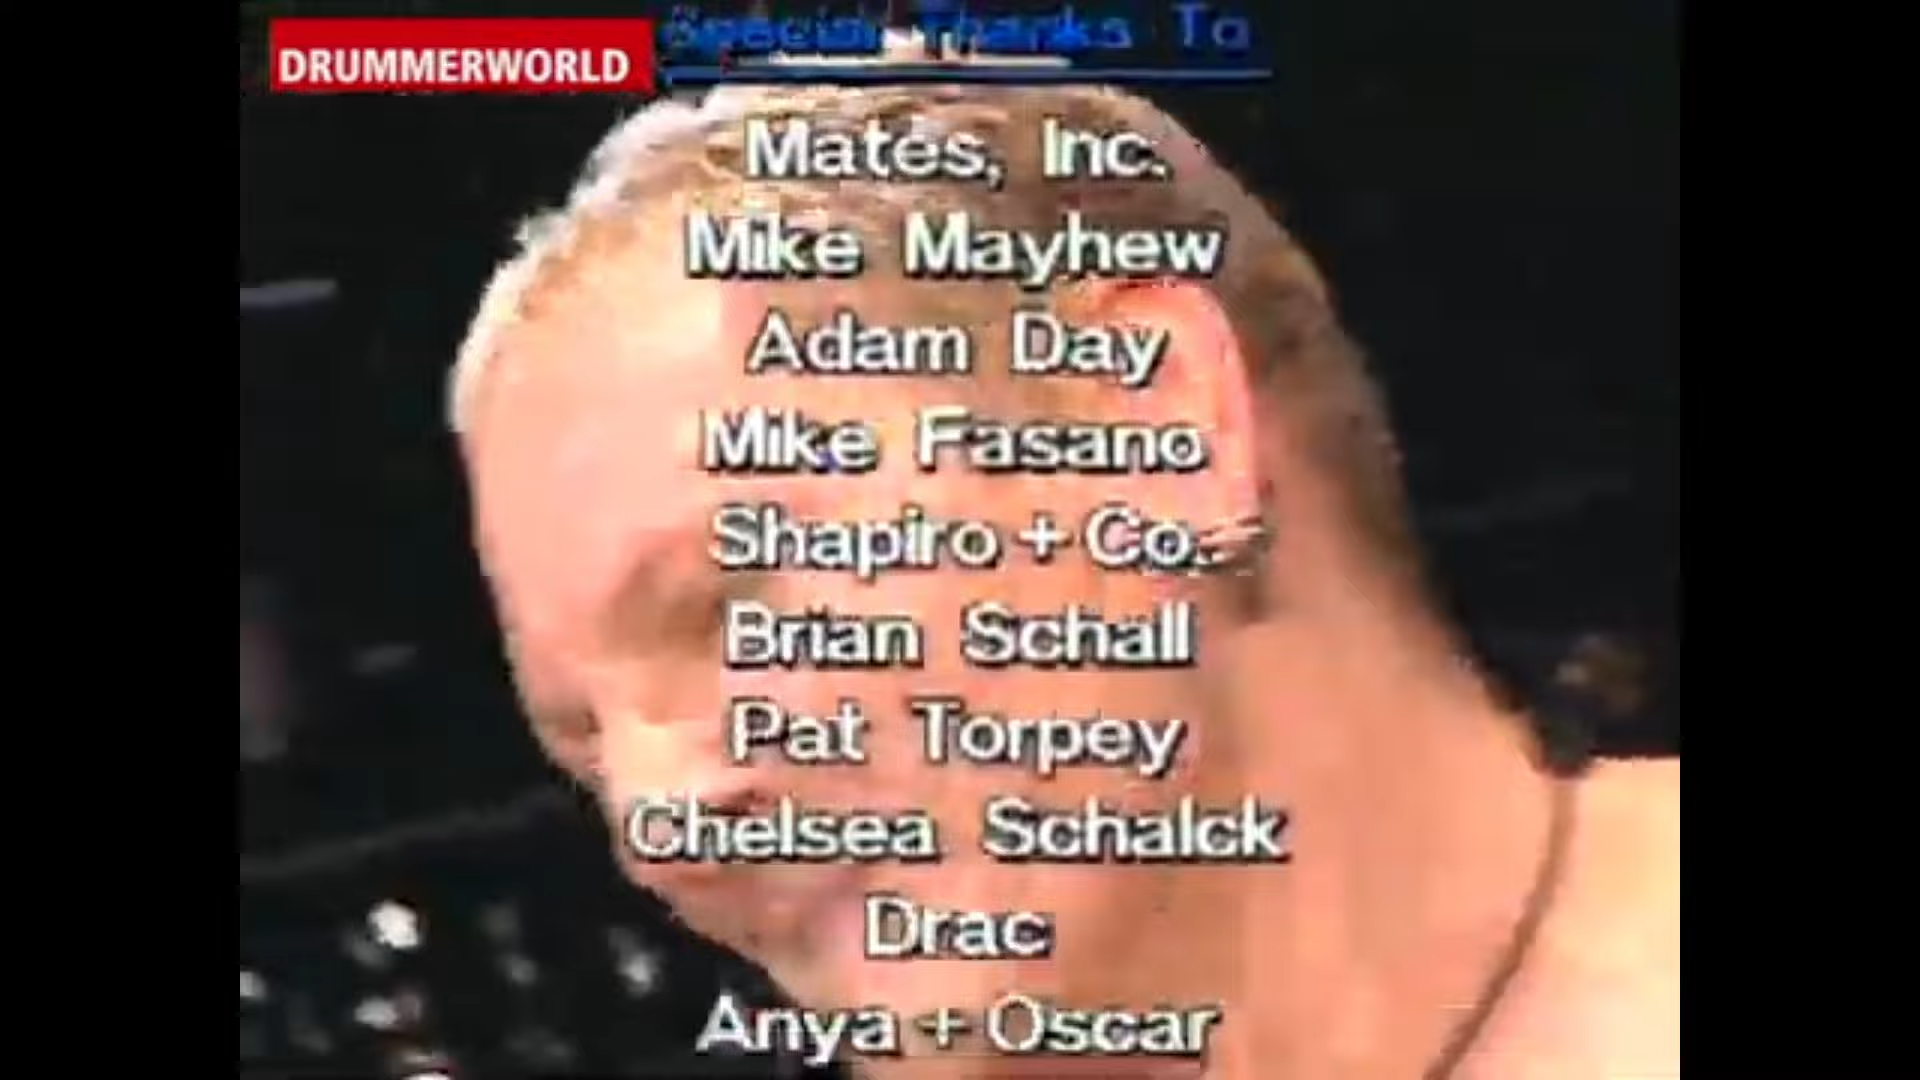 DRUMMERWORLD
Special Thanks To
Mates, Inc.
Mike Mayhew
Adam Day
Mike Fasano
Shapiro + Co.
Brian Schall
Pat Torpey
Chelsea Schalck
Drac
Anya + Oscar